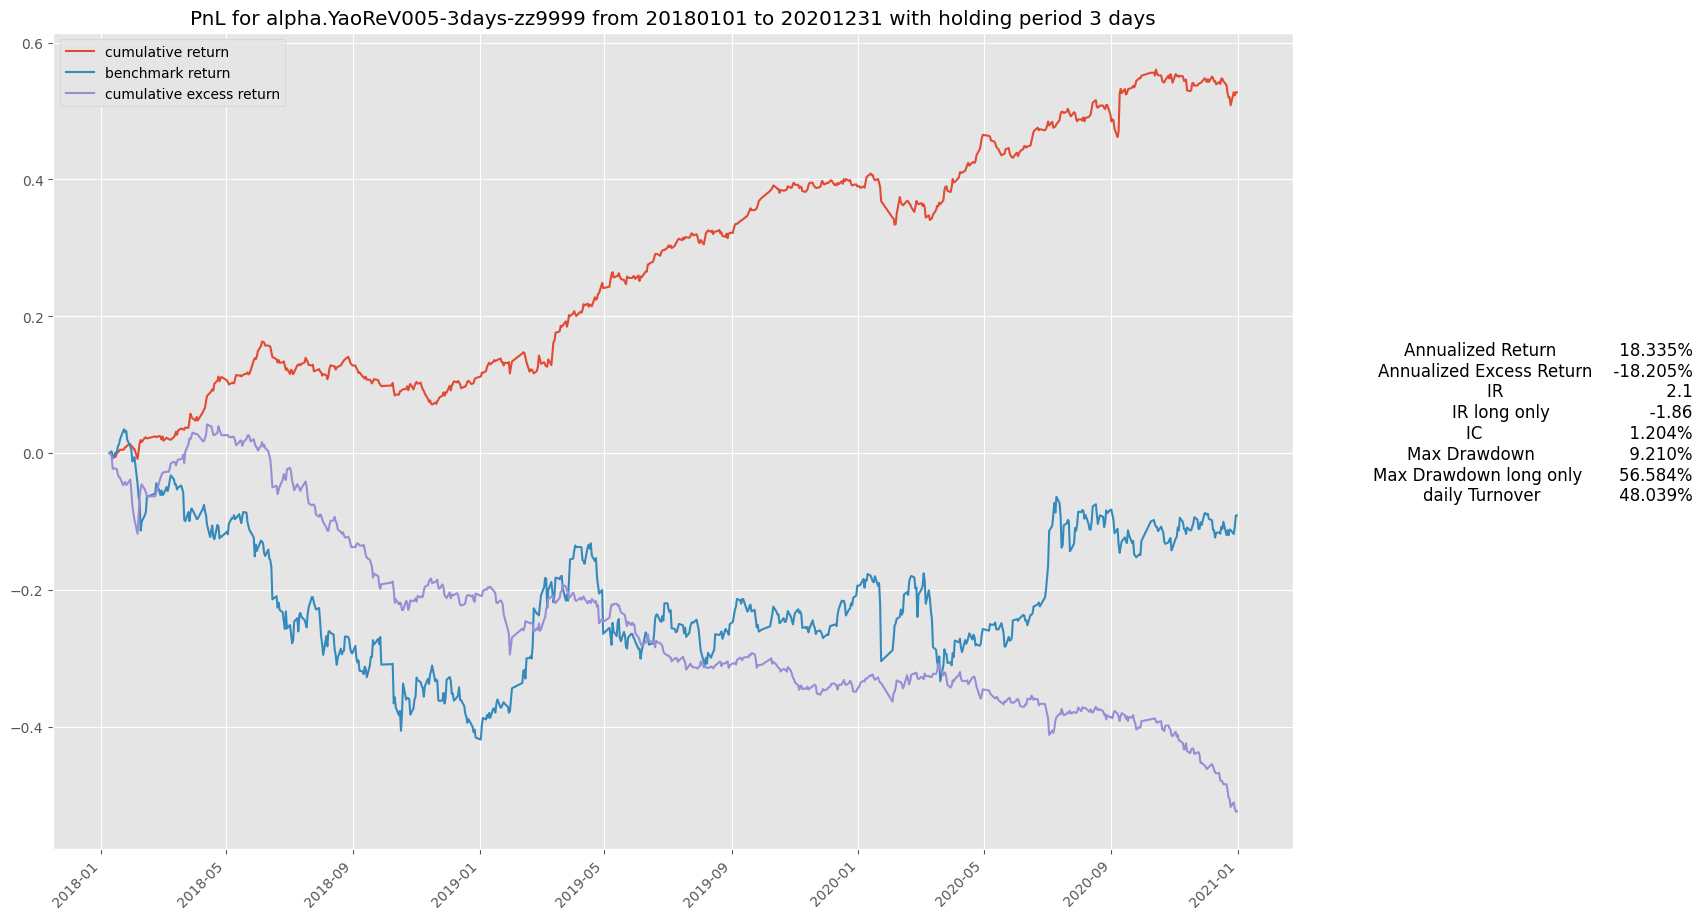 PnL for alpha.YaoReV005-3days-zz9999 from 20180101 to 20201231 with holding period 3 days
cumulative return
benchmark return
cumulative excess return
0.6
0.4
0.2
0.0
−0.2
−0.4
2018-01
2018-05
2018-09
2019-01
2019-05
2019-09
2020-01
2020-05
2020-09
2021-01
Annualized Return 18.335%
Annualized Excess Return -18.205%
IR 2.1
IR long only -1.86
IC 1.204%
Max Drawdown 9.210%
Max Drawdown long only 56.584%
daily Turnover 48.039%